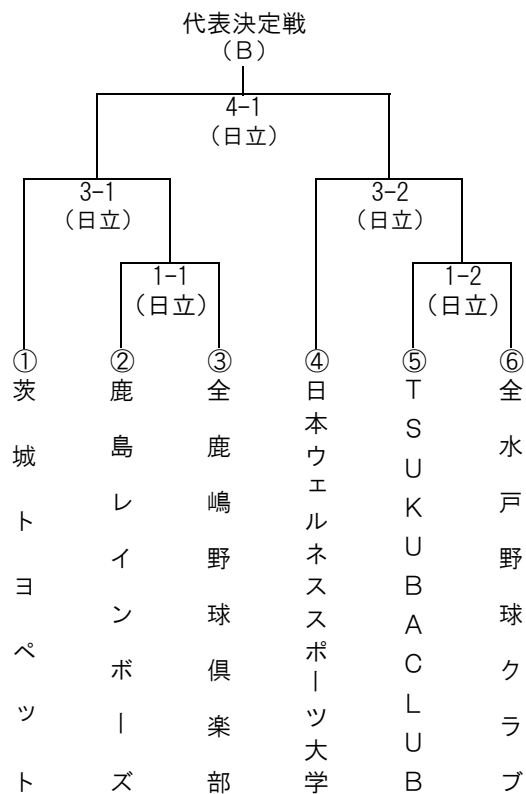 代表決定戦
（B）
4-1
（日立）
3-1
（日立）
3-2
（日立）
1-1
（日立）
1-2
（日立）
①
茨城トヨペット
②
鹿島レインボーズ
③
全鹿嶋野球倶楽部
④
日本ウェルネススポーツ大学
⑤
TSUKUBACLUB
⑥
全水戸野球クラブ